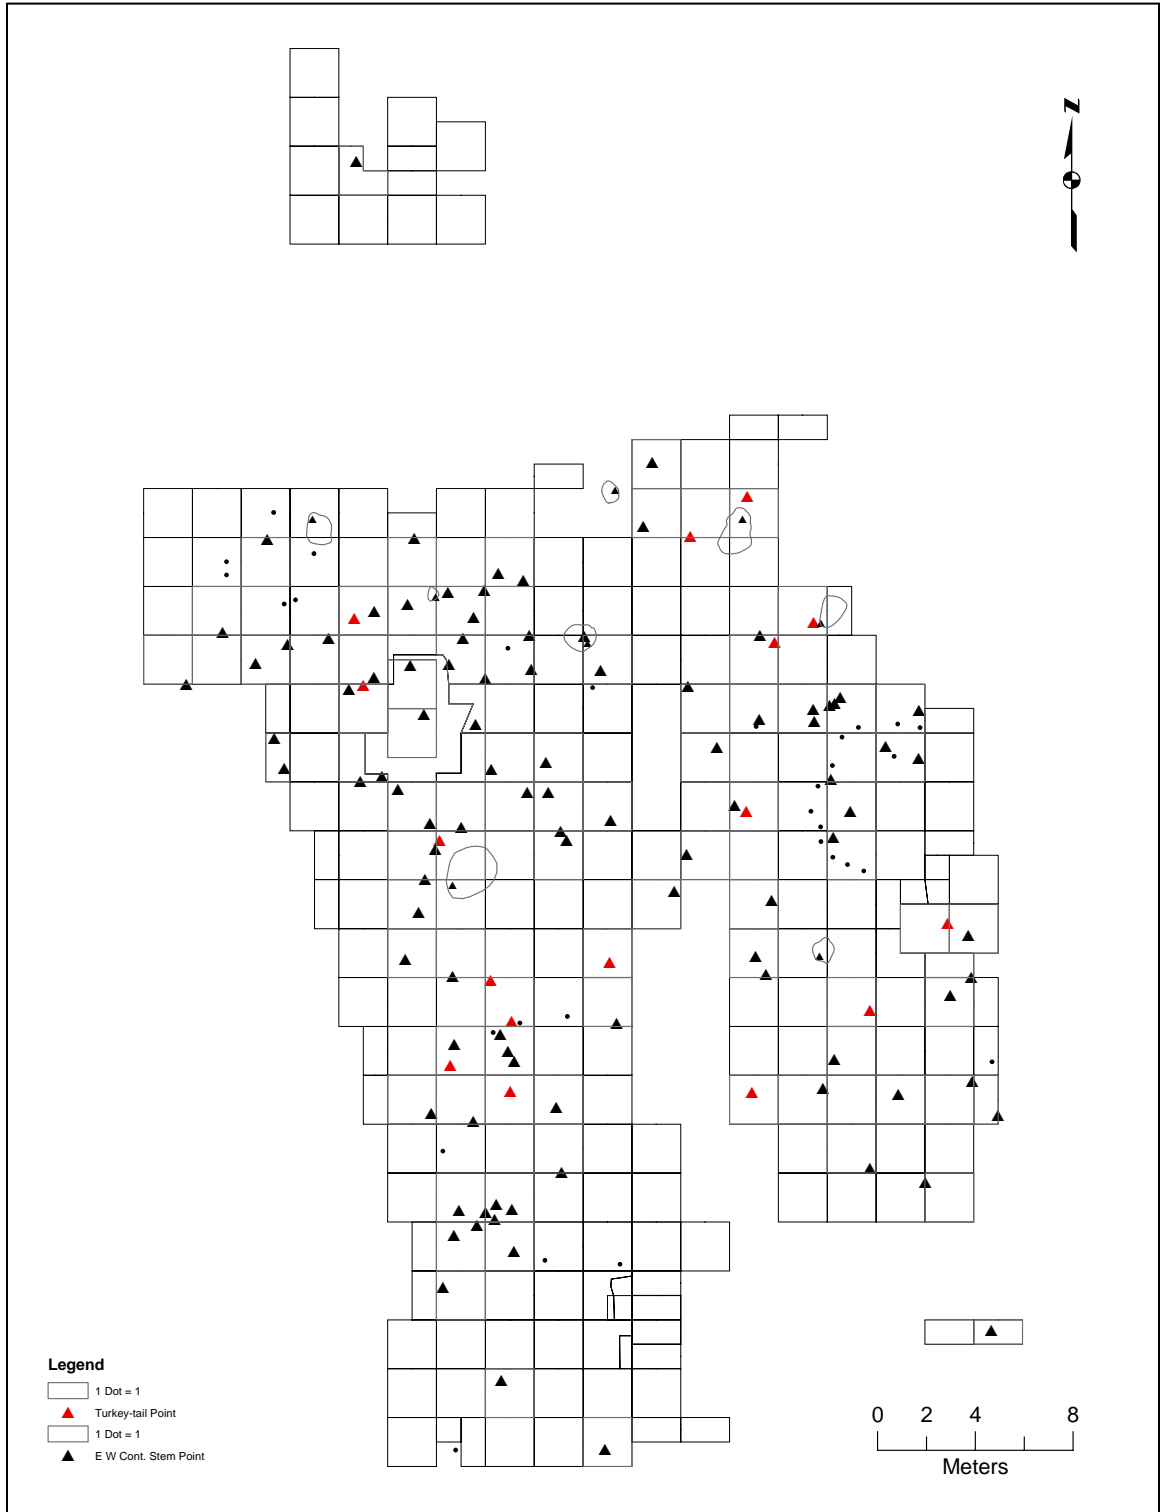 N
Legend
1 Dot = 1
Turkey-tail Point
1 Dot = 1
E W Cont. Stem Point
0 2 4 8
Meters